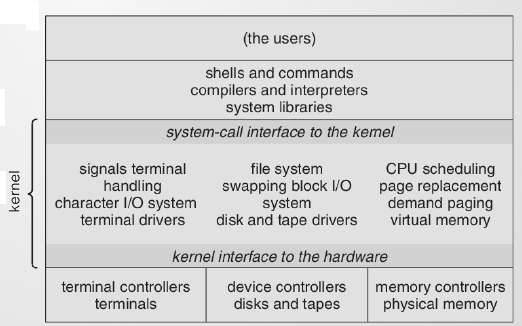 (the users)
shells and commands
compilers and interpreters
system libraries
kernel
system-call interface to the kernel
signals terminal
handling
character I/O system
terminal drivers
file system
swapping block I/O
system
disk and tape drivers
CPU scheduling
page replacement
demand paging
virtual memory
kernel interface to the hardware
terminal controllers
terminals
device controllers
disks and tapes
memory controllers
physical memory